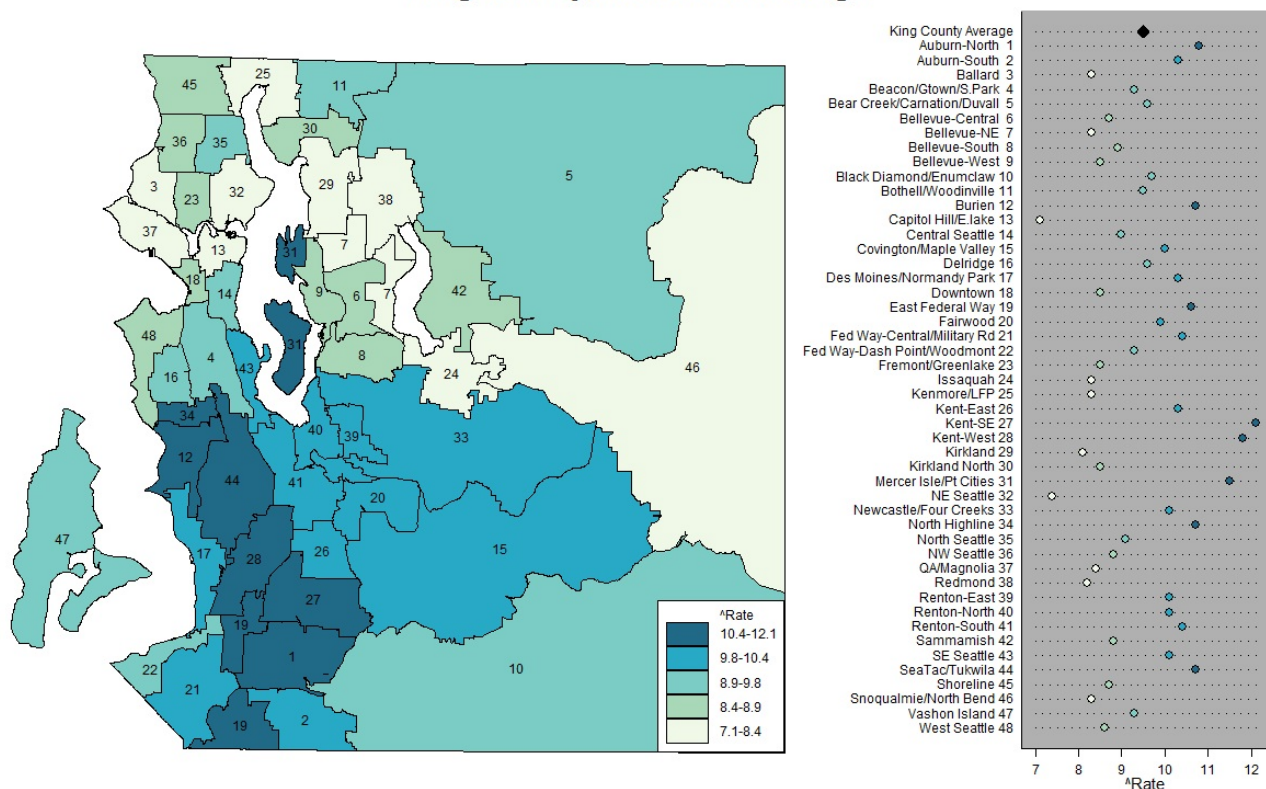 25
45
11
30
36
35
5
3
29
32
23
38
37
7
13
31
18
9
6
7
14
42
48
31
4
8
43
46
16
24
34
40
39
33
12
44
41
20
47
17
28
26
15
27
19
1
22
10
21
19
2
^Rate
10.4-12.1
9.8-10.4
8.9-9.8
8.4-8.9
7.1-8.4
King County Average
Auburn-North 1
Auburn-South 2
Ballard 3
Beacon/Gtown/S.Park 4
Bear Creek/Carnation/Duvall 5
Bellevue-Central 6
Bellevue-NE 7
Bellevue-South 8
Bellevue-West 9
Black Diamond/Enumclaw 10
Bothell/Woodinville 11
Burien 12
Capitol Hill/E.lake 13
Central Seattle 14
Covington/Maple Valley 15
Delridge 16
Des Moines/Normandy Park 17
Downtown 18
East Federal Way 19
Fairwood 20
Fed Way-Central/Military Rd 21
Fed Way-Dash Point/Woodmont 22
Fremont/Greenlake 23
Issaquah 24
Kenmore/LFP 25
Kent-East 26
Kent-SE 27
Kent-West 28
Kirkland 29
Kirkland North 30
Mercer Isle/Pt Cities 31
NE Seattle 32
Newcastle/Four Creeks 33
North Highline 34
North Seattle 35
NW Seattle 36
QA/Magnolia 37
Redmond 38
Renton-East 39
Renton-North 40
Renton-South 41
Sammamish 42
SE Seattle 43
SeaTac/Tukwila 44
Shoreline 45
Snoqualmie/North Bend 46
Vashon Island 47
West Seattle 48
7 8 9 10 11 12
^Rate